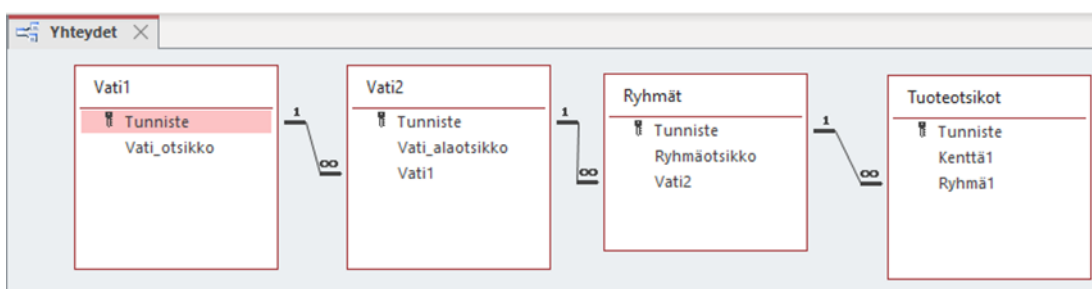 Yhteydet
Vati1
Tunniste
Vati_otsikko
1
∞
Vati2
Tunniste
Vati_alaotsikko
Vati1
1
∞
Ryhmät
Tunniste
Ryhmäotsikko
Vati2
1
∞
Tuoteotsikot
Tunniste
Kenttä1
Ryhmä1